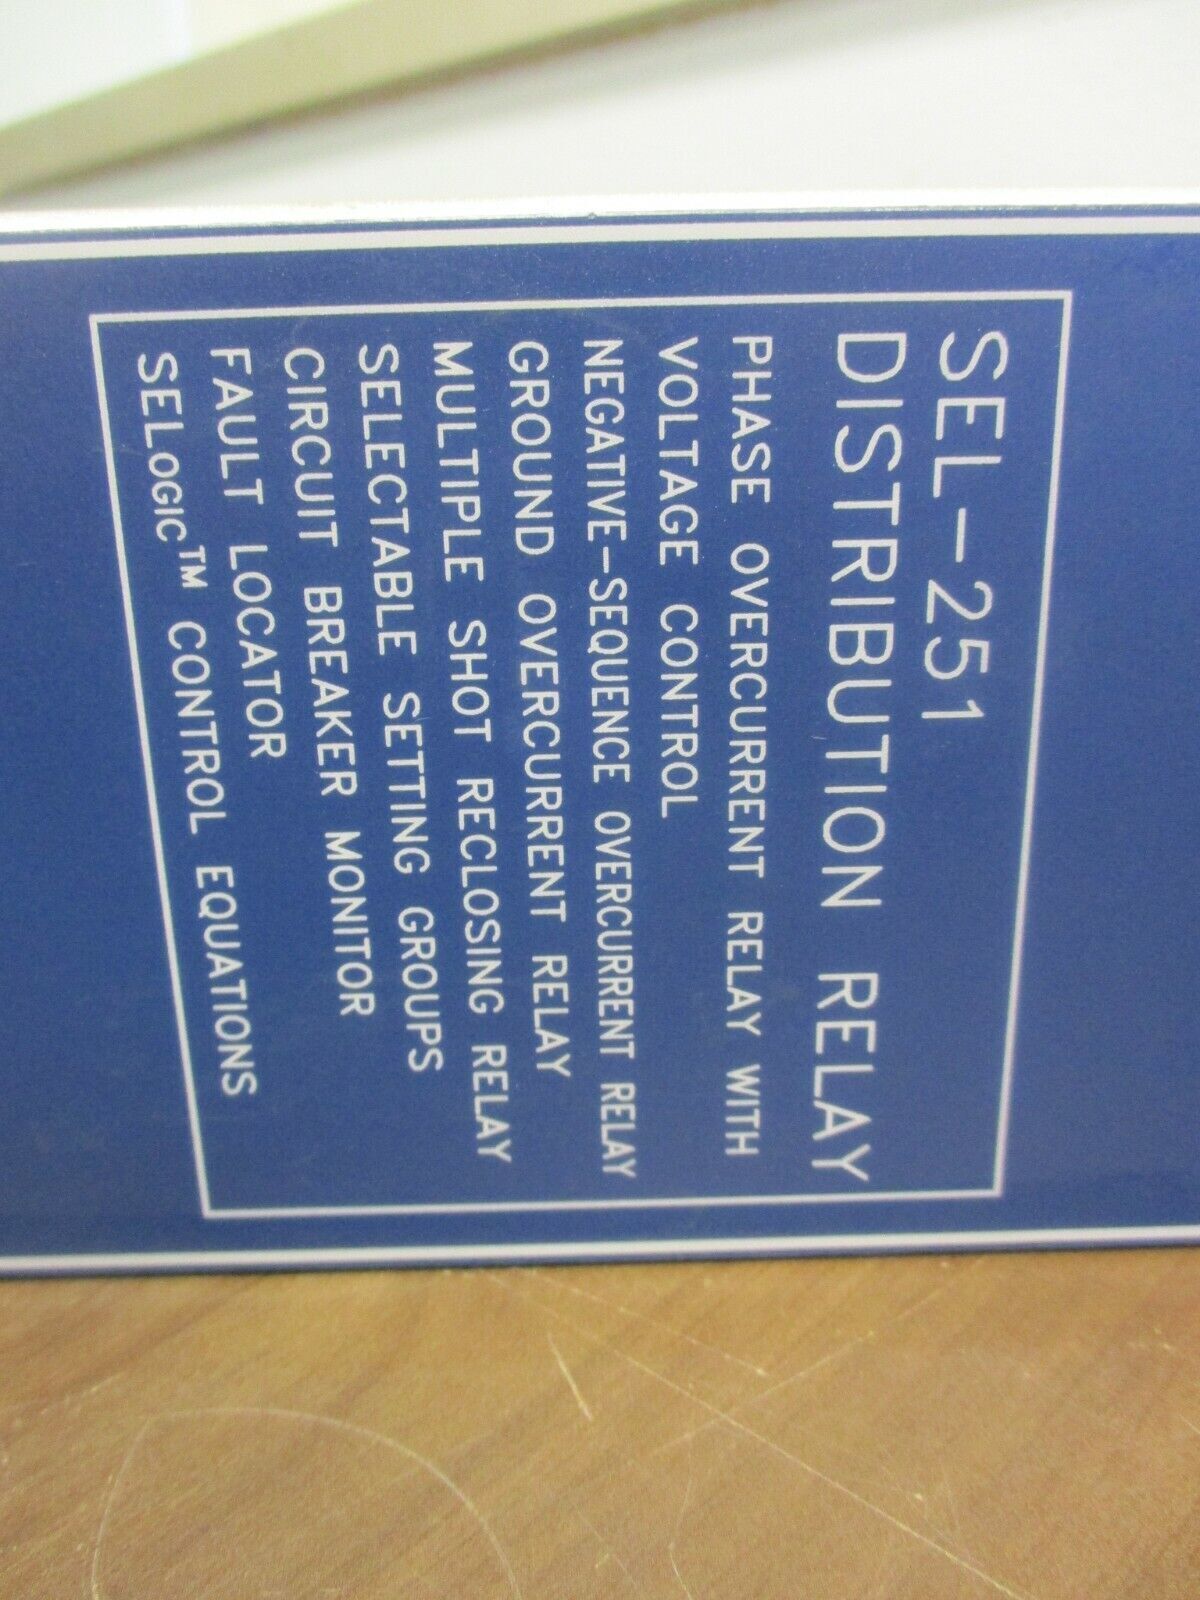 SEL-251
DISTRIBUTION RELAY
PHASE OVERCURRENT RELAY WITH
VOLTAGE CONTROL
NEGATIVE-SEQUENCE OVERCURRENT RELAY
GROUND OVERCURRENT RELAY
MULTIPLE SHOT RECLOSING RELAY
SELECTABLE SETTING GROUPS
CIRCUIT BREAKER MONITOR
FAULT LOCATOR
SELOGIC™ CONTROL EQUATIONS